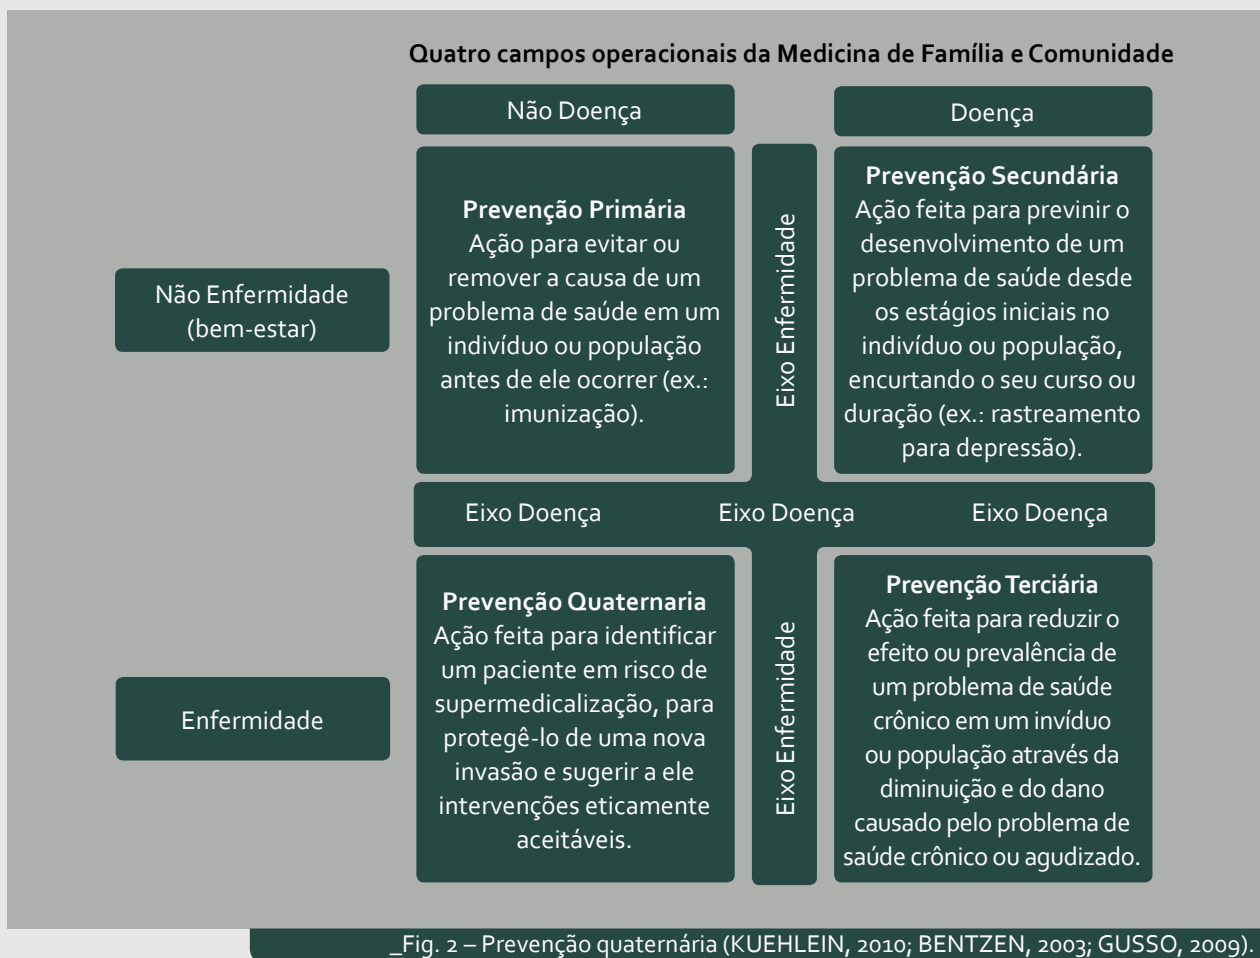 Quatro campos operacionais da Medicina de Família e Comunidade
Não Doença
Doença
Não Enfermidade
(bem-estar)
Prevenção Primária
Ação para evitar ou
remover a causa de um
problema de saúde em um
indivíduo ou população
antes de ele ocorrer (ex.:
imunização).
Eixo Enfermidade
Prevenção Secundária
Ação feita para previnir o
desenvolvimento de um
problema de saúde desde
os estágios iniciais no
indivíduo ou população,
encurtando o seu curso ou
duração (ex.: rastreamento
para depressão).
Eixo Doença
Eixo Doença
Eixo Doença
Enfermidade
Prevenção Quaternaria
Ação feita para identificar
um paciente em risco de
supermedicalização, para
protegê-lo de uma nova
invasão e sugerir a ele
intervenções eticamente
aceitáveis.
Eixo Enfermidade
Prevenção Terciária
Ação feita para reduzir o
efeito ou prevalência de
um problema de saúde
crônico em um invíduo
ou população através da
diminuição e do dano
causado pelo problema de
saúde crônico ou agudizado.
_Fig. 2 – Prevenção quaternária (KUEHLEIN, 2010; BENTZEN, 2003; GUSSO, 2009).